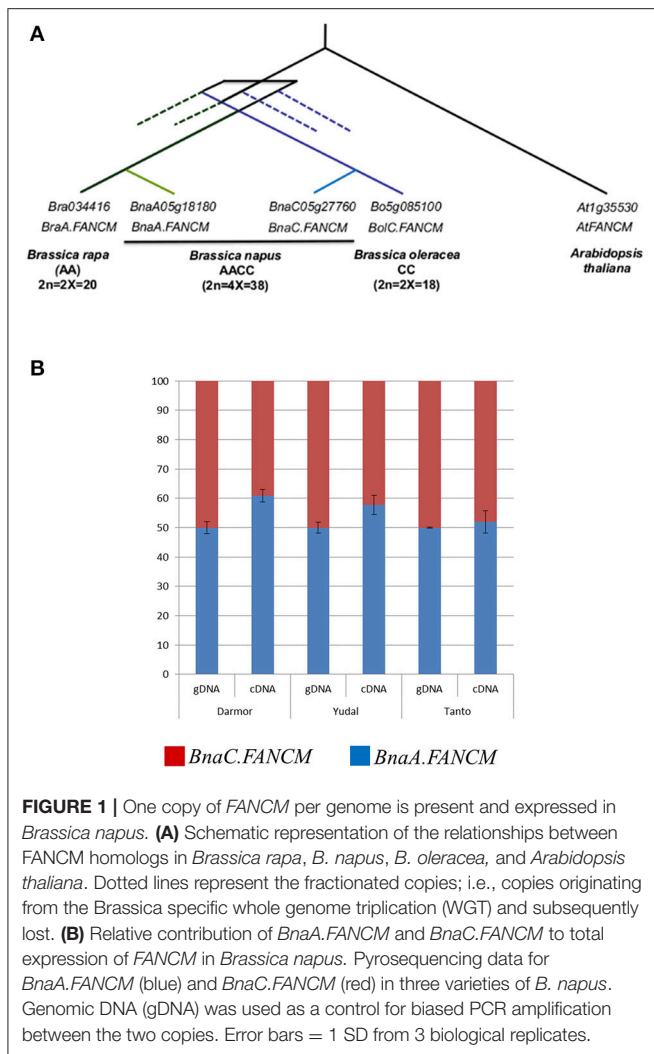 A
Bra034416 BnaA05g18180 BnaC05g27760 Bo5g085100 At1g35530
BraA.FANCM BnaA.FANCM BnaC.FANCM BolC.FANCM AtFANCM
Brassica rapa Brassica napus Brassica oleracea Arabidopsis
(AA) AACC CC thaliana
2n=2X=20 (2n=4X=38) (2n=2X=18)
B
100
90
80
70
60
50
40
30
20
10
0
gDNA cDNA gDNA cDNA gDNA cDNA
Darmor Yudal Tanto
BnaC.FANCM BnaA.FANCM
FIGURE 1 | One copy of FANCM per genome is present and expressed in
Brassica napus. (A) Schematic representation of the relationships between
FANCM homologs in Brassica rapa, B. napus, B. oleracea, and Arabidopsis
thaliana. Dotted lines represent the fractionated copies; i.e., copies originating
from the Brassica specific whole genome triplication (WGT) and subsequently
lost. (B) Relative contribution of BnaA.FANCM and BnaC.FANCM to total
expression of FANCM in Brassica napus. Pyrosequencing data for
BnaA.FANCM (blue) and BnaC.FANCM (red) in three varieties of B. napus.
Genomic DNA (gDNA) was used as a control for biased PCR amplification
between the two copies. Error bars = 1 SD from 3 biological replicates.